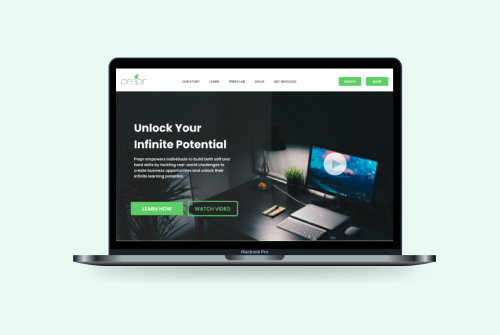 prepr
OUR STORY LEARN PREPR LAB SOLVE GET INVOLVED
Unlock Your
Infinite Potential
Prepr empowers individuals to build both soft and
hard skills by tackling real-world challenges to
create business opportunities and unlock their
infinite learning potential.
LEARN HOW WATCH VIDEO
Macbook Pro